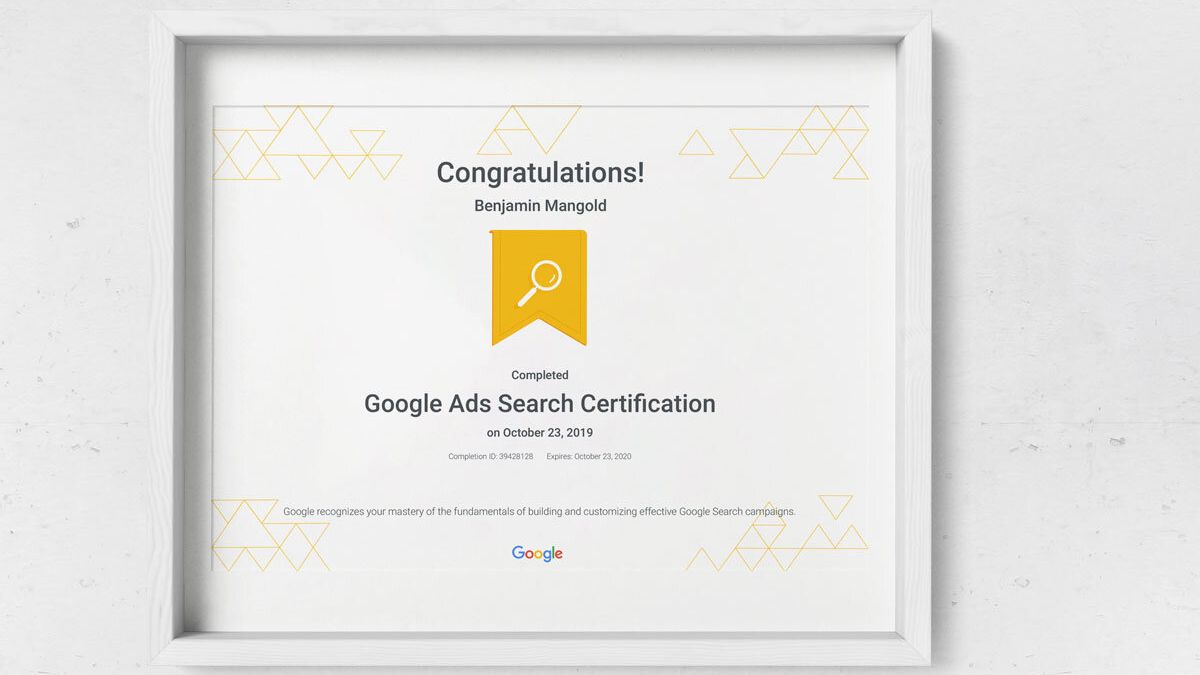 Congratulations!
Benjamin Mangold
Completed
Google Ads Search Certification
on October 23, 2019
Completion ID: 39428128 Expires: October 23, 2020
Google recognizes your mastery of the fundamentals of building and customizing effective Google Search campaigns.
Google